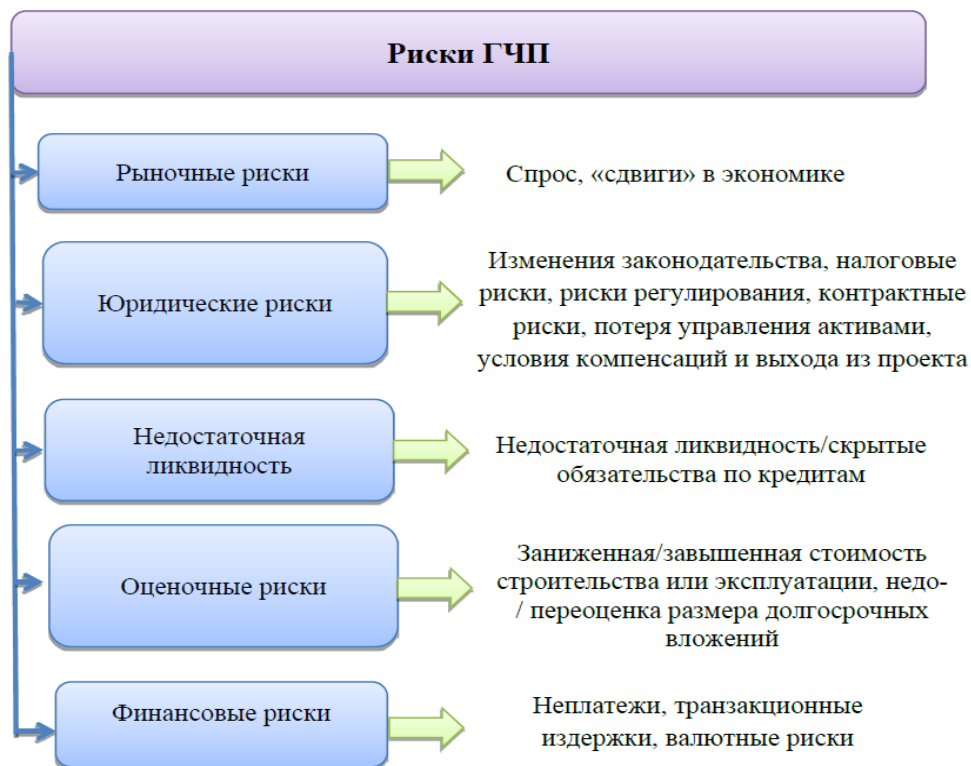 Риски ГЧП
Рыночные риски
Спрос, «сдвиги» в экономике
Юридические риски
Изменения законодательства, налоговые
риски, риски регулирования, контрактные
риски, потеря управления активами,
условия компенсаций и выхода из проекта
Недостаточная
ликвидность
Недостаточная ликвидность/скрытые
обязательства по кредитам
Оценочные риски
Заниженная/завышенная стоимость
строительства или эксплуатации, недо-
/ переоценка размера долгосрочных
вложений
Финансовые риски
Неплатежи, транзакционные
издержки, валютные риски